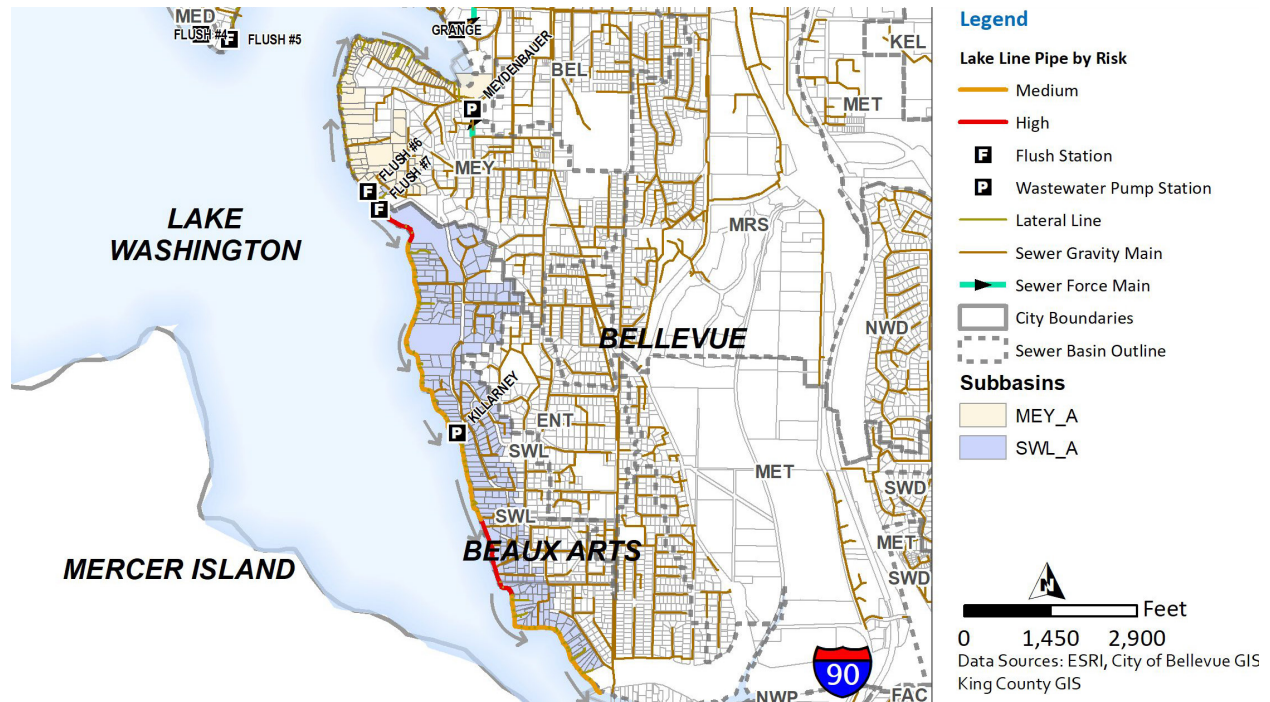 MED
FLUSH #4
F
FLUSH #5
GRANGE
P
MEYDENBAUER
P
BEL
KEL
MET
FLUSH #6
FLUSH #7
F
F
MEY
LAKE
WASHINGTON
MRS
BELLEVUE
NWD
KILLARNEY
P
ENT
SWL
MET
SWD
SWL
BEAUX ARTS
MET
SWD
MERCER ISLAND
90
NWP
FAC
Legend
Lake Line Pipe by Risk
Medium
High
F Flush Station
P Wastewater Pump Station
Lateral Line
Sewer Gravity Main
Sewer Force Main
City Boundaries
Sewer Basin Outline
Subbasins
MEY_A
SWL_A
N
Feet
0 1,450 2,900
Data Sources: ESRI, City of Bellevue GIS
King County GIS